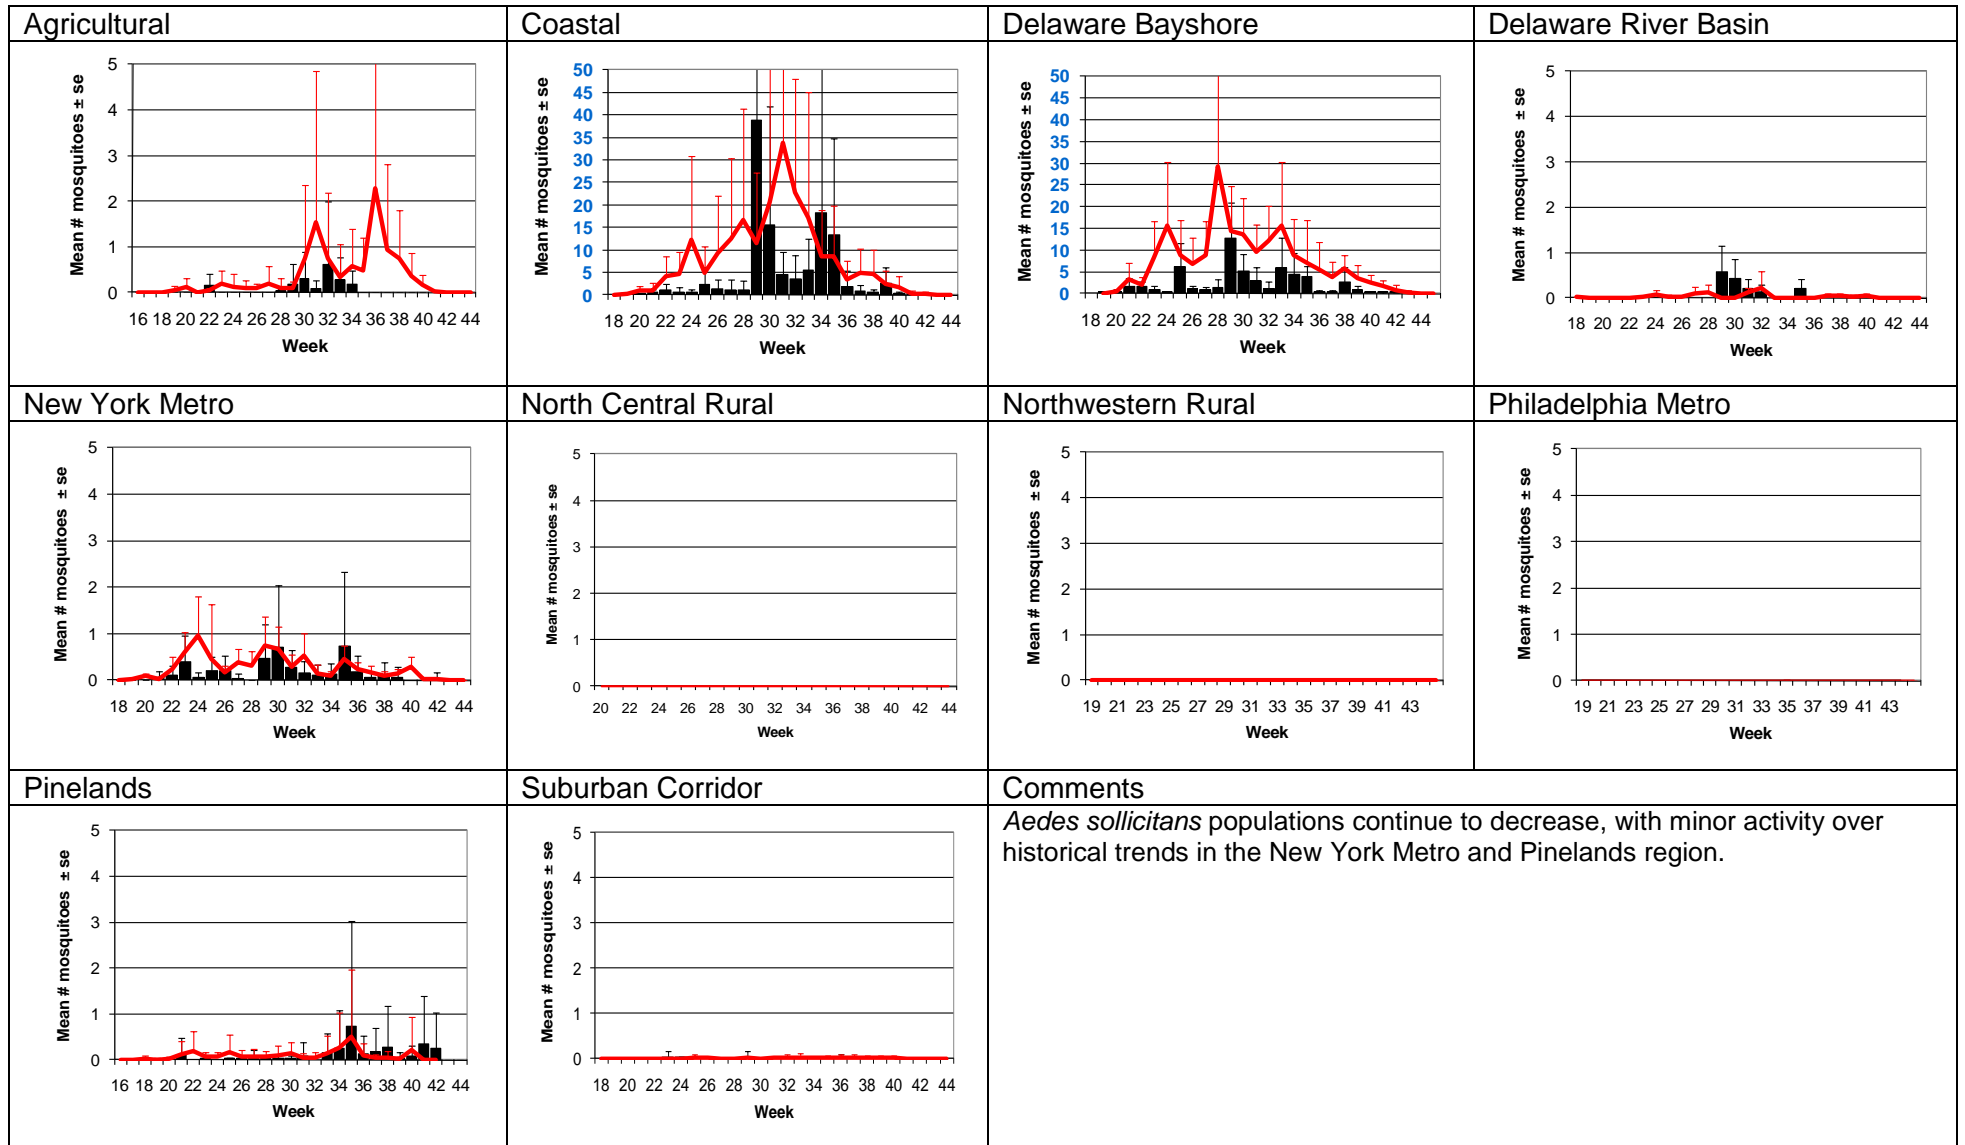 Agricultural
Coastal
Delaware Bayshore
Delaware River Basin
Mean # mosquitoes ± se
5
4
3
2
1
0
16 18 20 22 24 26 28 30 32 34 36 38 40 42 44
Week
Mean # mosquitoes ± se
50
45
40
35
30
25
20
15
10
5
0
18 20 22 24 26 28 30 32 34 36 38 40 42 44
Week
Mean # mosquitoes ± se
50
45
40
35
30
25
20
15
10
5
0
18 20 22 24 26 28 30 32 34 36 38 40 42 44
Week
Mean # mosquitoes ± se
5
4
3
2
1
0
18 20 22 24 26 28 30 32 34 36 38 40 42 44
Week
New York Metro
North Central Rural
Northwestern Rural
Philadelphia Metro
Mean # mosquitoes ± se
5
4
3
2
1
0
18 20 22 24 26 28 30 32 34 36 38 40 42 44
Week
Mean # mosquitoes ± se
5
4
3
2
1
0
20 22 24 26 28 30 32 34 36 38 40 42 44
Week
Mean # mosquitoes ± se
5
4
3
2
1
0
19 21 23 25 27 29 31 33 35 37 39 41 43
Week
Mean # mosquitoes ± se
5
4
3
2
1
0
19 21 23 25 27 29 31 33 35 37 39 41 43
Week
Pinelands
Suburban Corridor
Comments
Mean # mosquitoes ± se
5
4
3
2
1
0
16 18 20 22 24 26 28 30 32 34 36 38 40 42 44
Week
Mean # mosquitoes ± se
5
4
3
2
1
0
18 20 22 24 26 28 30 32 34 36 38 40 42 44
Week
Aedes sollicitans populations continue to decrease, with minor activity over
historical trends in the New York Metro and Pinelands region.